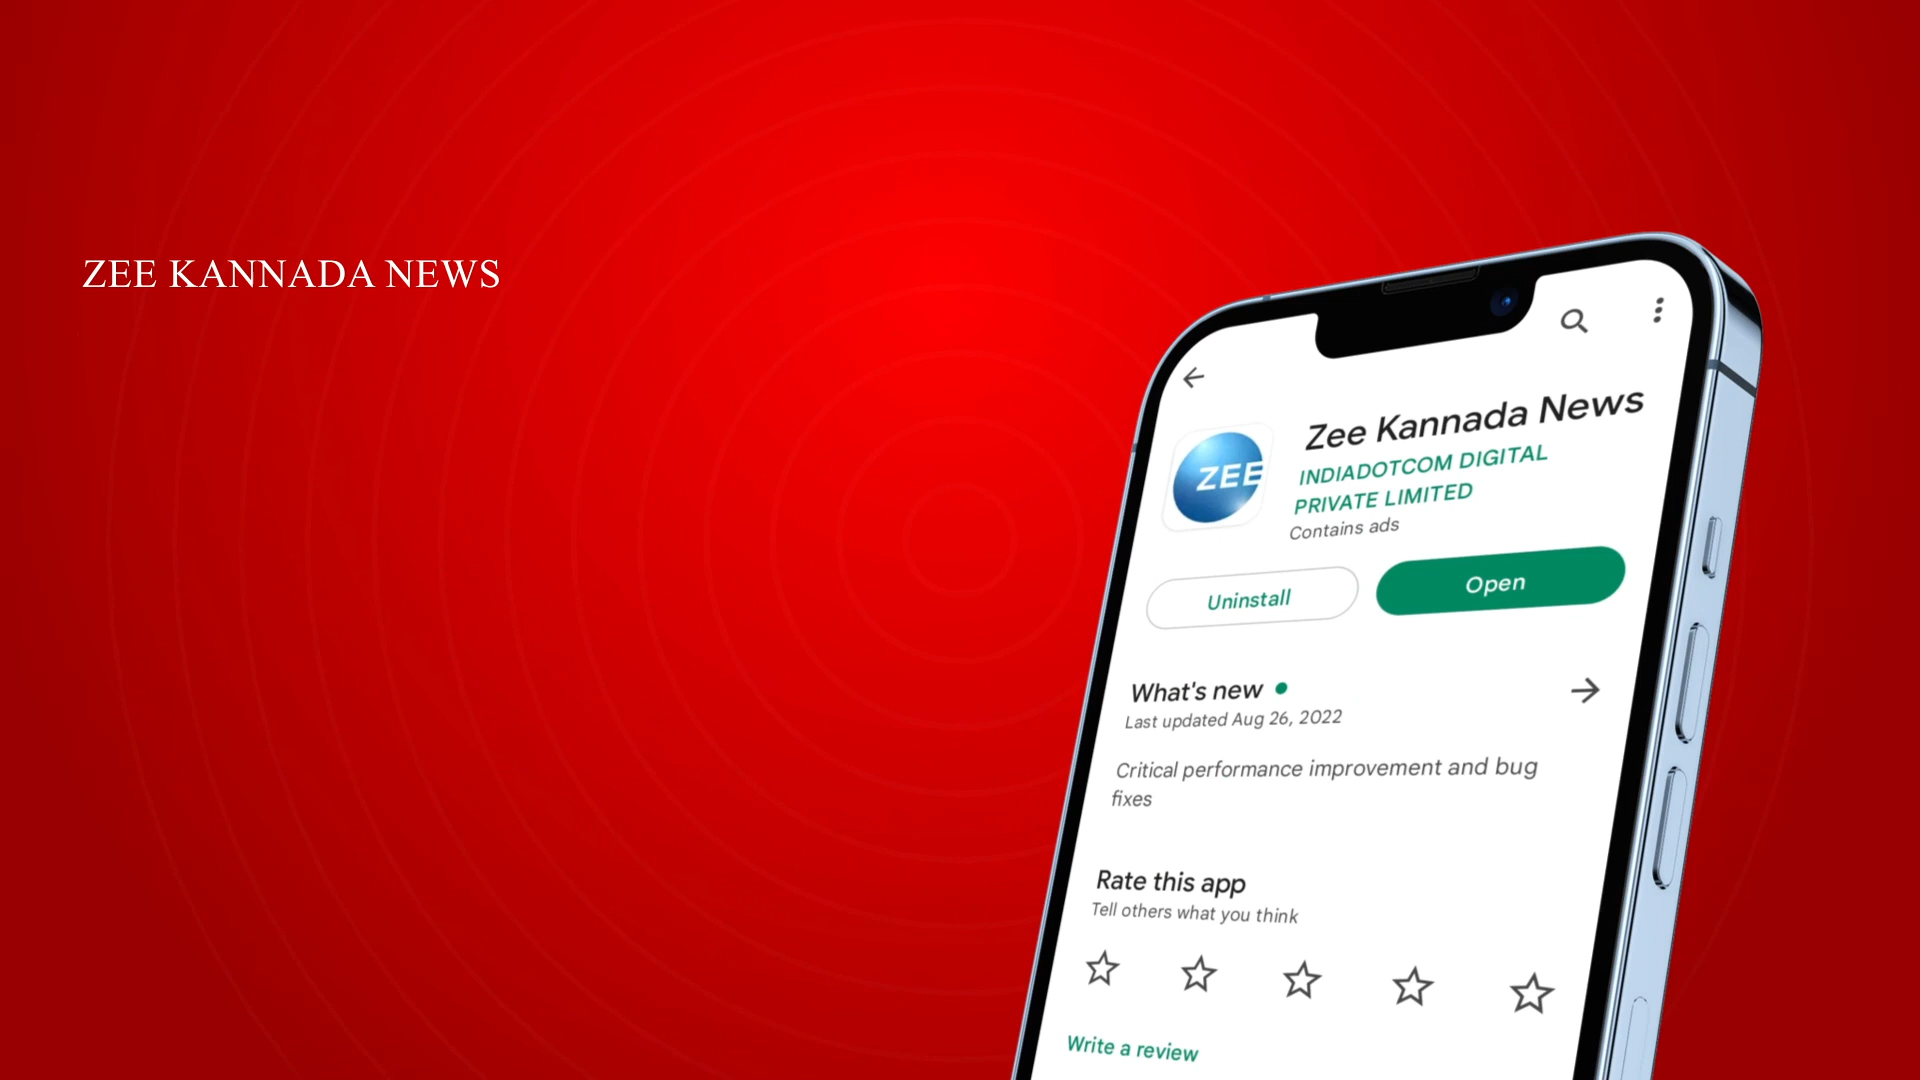 ZEE KANNADA NEWS
Zee Kannada News
INDIADOTCOM DIGITAL
PRIVATE LIMITED
Contains ads
ZEE
Uninstall
Open
What's new
Last updated Aug 26, 2022
Critical performance improvement and bug
fixes
Rate this app
Tell others what you think
Write a review